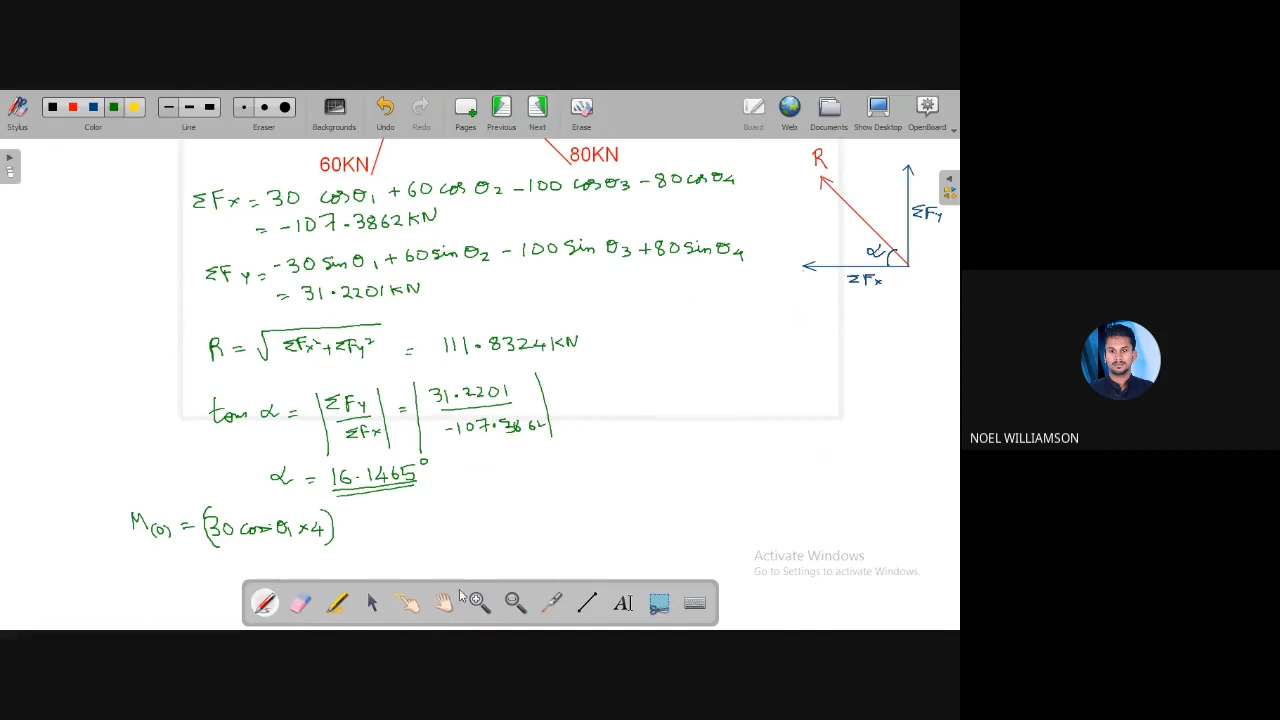 Stylus
Color
Line
Eraser
Backgrounds
Undo
Redo
Pages
Previous
Next
Erase
Board
Web
Documents
Show Desktop
OpenBoard
60KN
80KN
ΣFx = 30 cosθ1 + 60 cosθ2 - 100 cosθ3 - 80 cosθ4
= -107.3862 KN
ΣFy = -30 sinθ1 + 60 sinθ2 - 100 sinθ3 + 80 sinθ4
= 31.2201 KN
R = √ΣFx² + ΣFy² = 111.8324 KN
tan α = |ΣFy / ΣFx| = |31.2201 / -107.3862|
α = 16.1465°
M(o) = (30 cosθ1 × 4)
R
ΣFy
α
ΣFx
NOEL WILLIAMSON
Activate Windows
Go to Settings to activate Windows.
AI